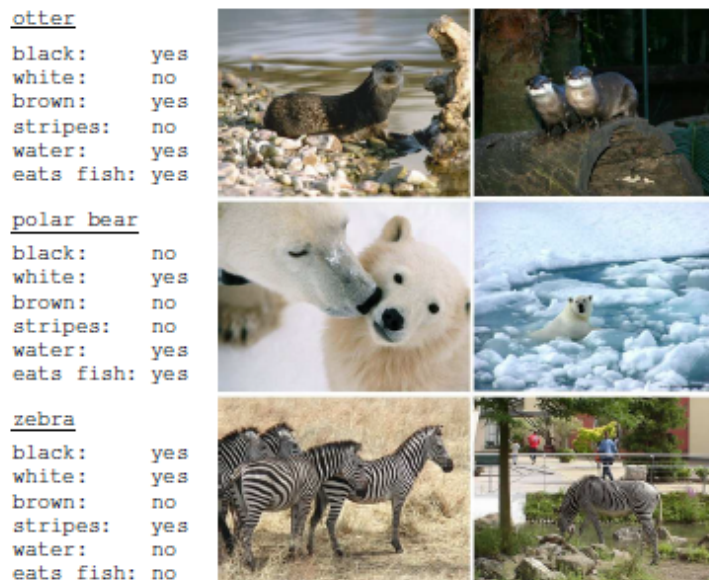 otter
black: yes
white: no
brown: yes
stripes: no
water: yes
eats fish: yes
polar bear
black: no
white: yes
brown: no
stripes: no
water: yes
eats fish: yes
zebra
black: yes
white: yes
brown: no
stripes: yes
water: no
eats fish: no